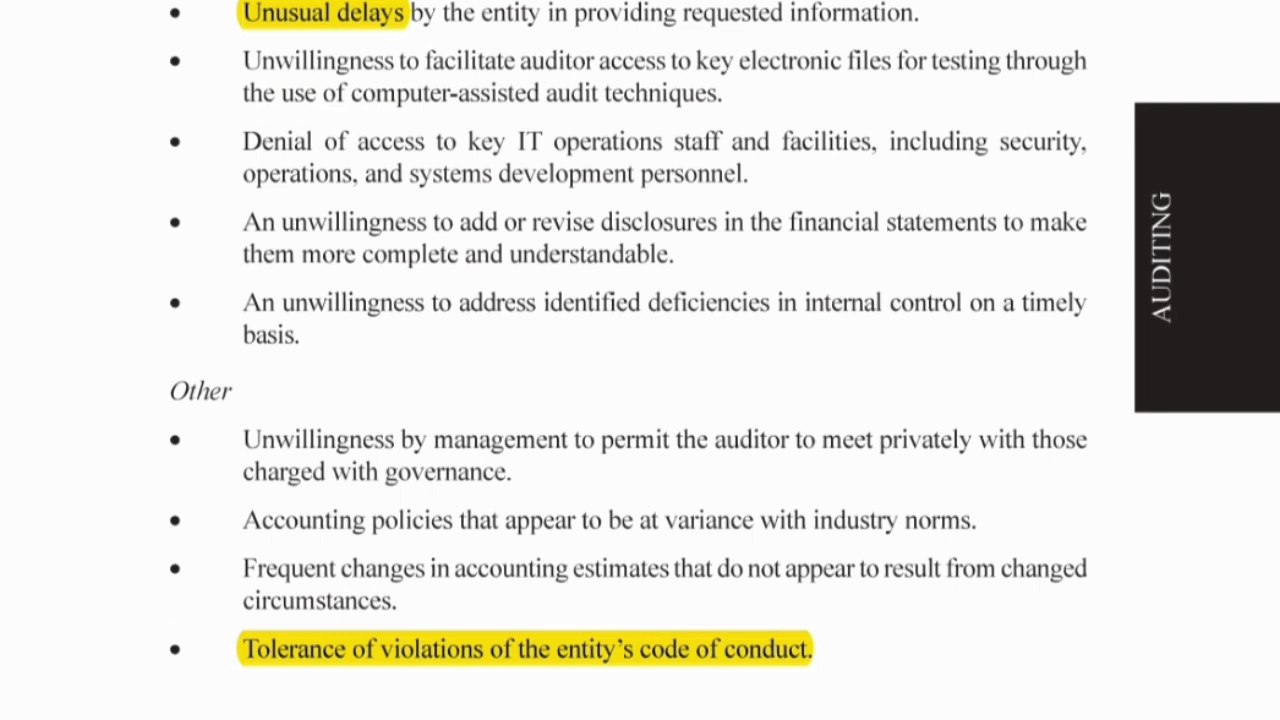 • Unusual delays by the entity in providing requested information.
• Unwillingness to facilitate auditor access to key electronic files for testing through
the use of computer-assisted audit techniques.
• Denial of access to key IT operations staff and facilities, including security,
operations, and systems development personnel.
• An unwillingness to add or revise disclosures in the financial statements to make
them more complete and understandable.
• An unwillingness to address identified deficiencies in internal control on a timely
basis.
Other
• Unwillingness by management to permit the auditor to meet privately with those
charged with governance.
• Accounting policies that appear to be at variance with industry norms.
• Frequent changes in accounting estimates that do not appear to result from changed
circumstances.
• Tolerance of violations of the entity’s code of conduct.
AUDITING